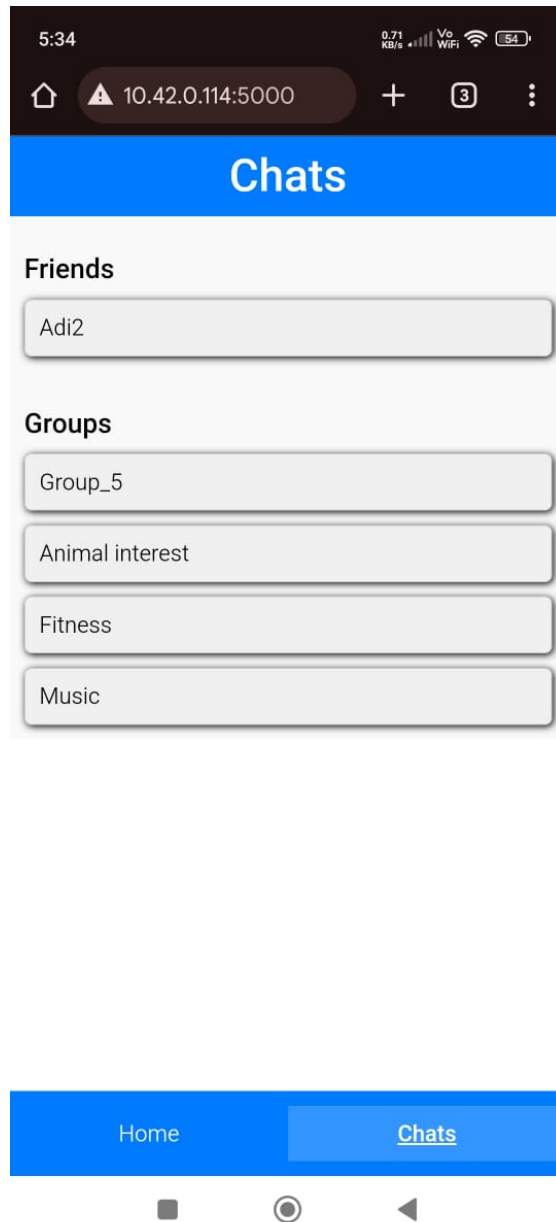 5:34 0.71 KB/s Vo WiFi 54
10.42.0.114:5000 3
Chats
Friends
Adi2
Groups
Group_5
Animal interest
Fitness
Music
Home Chats